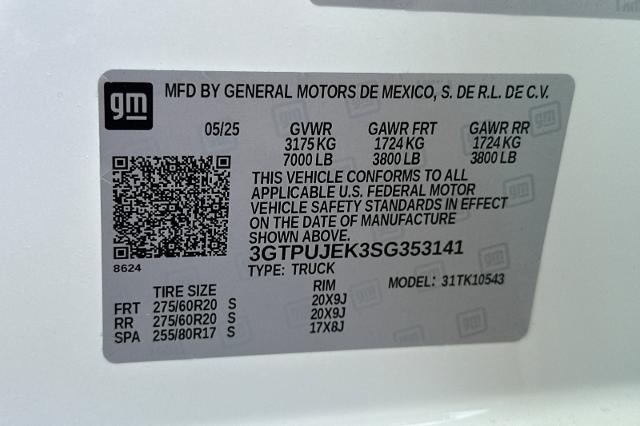 gm MFD BY GENERAL MOTORS DE MEXICO, S. DE R.L. DE C.V.
05/25 GVWR GAWR FRT GAWR RR
3175 KG 1724 KG 1724 KG
7000 LB 3800 LB 3800 LB
THIS VEHICLE CONFORMS TO ALL
APPLICABLE U.S. FEDERAL MOTOR
VEHICLE SAFETY STANDARDS IN EFFECT
ON THE DATE OF MANUFACTURE
SHOWN ABOVE.
3GTPUJEK3SG353141
8624
TYPE: TRUCK MODEL: 31TK10543
TIRE SIZE RIM
FRT 275/60R20 S 20X9J
RR 275/60R20 S 20X9J
SPA 255/80R17 S 17X8J